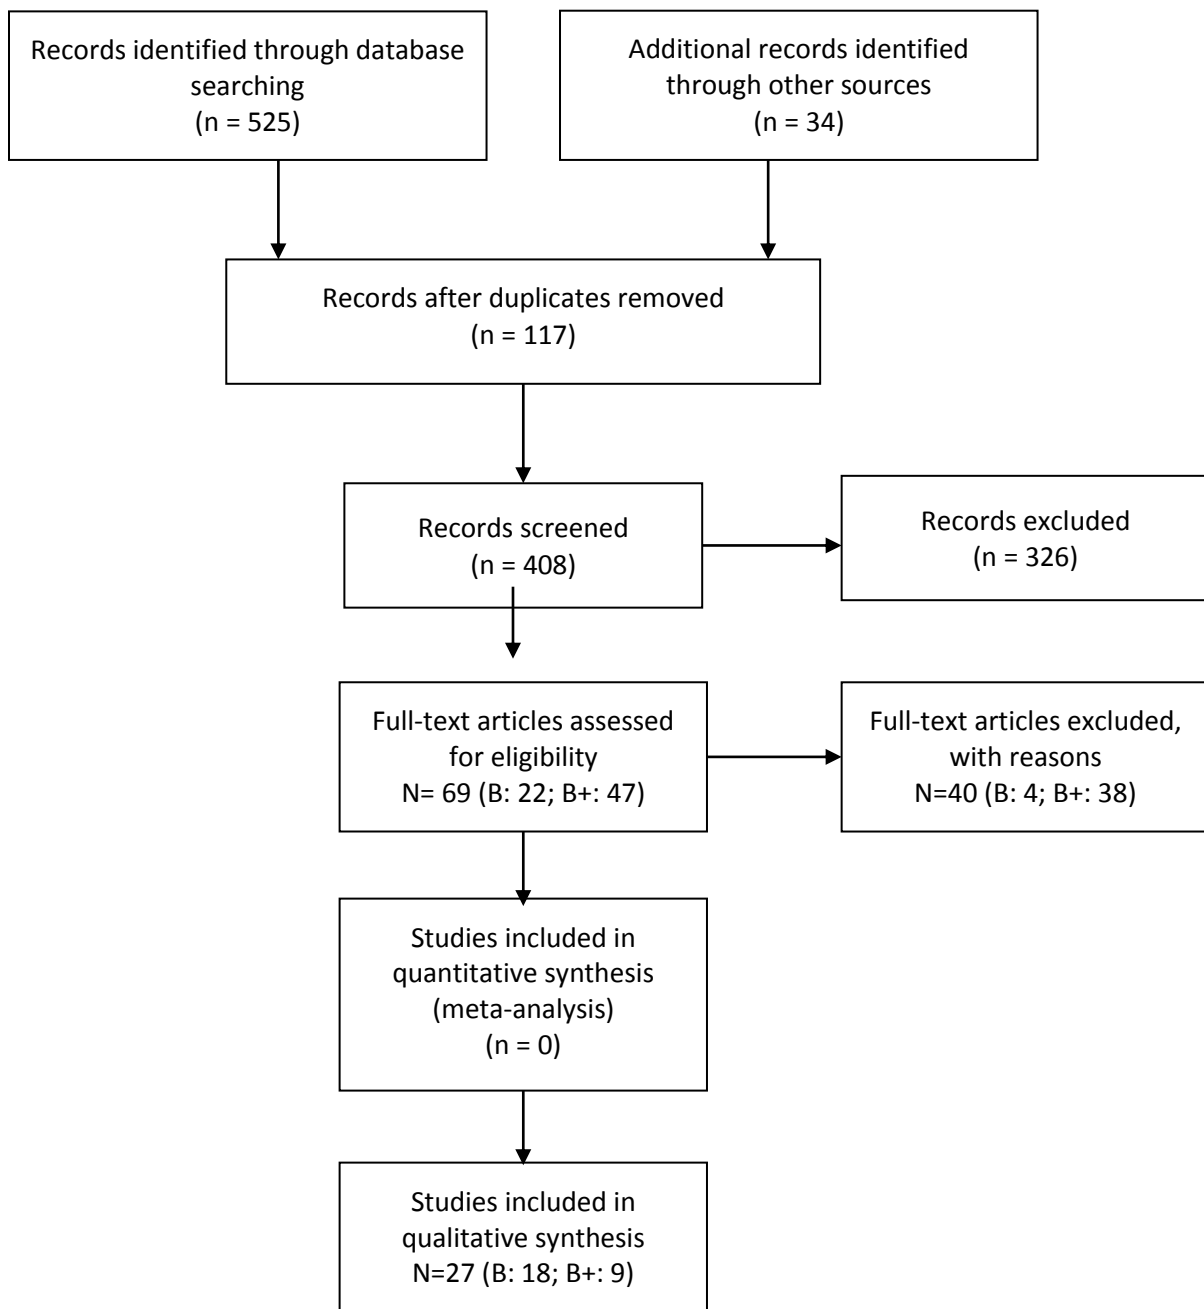 Records identified through database
searching
(n = 525)
Additional records identified
through other sources
(n = 34)
Records after duplicates removed
(n = 117)
Records screened
(n = 408)
Records excluded
(n = 326)
Full-text articles assessed
for eligibility
N= 69 (B: 22; B+: 47)
Full-text articles excluded,
with reasons
N=40 (B: 4; B+: 38)
Studies included in
quantitative synthesis
(meta-analysis)
(n = 0)
Studies included in
qualitative synthesis
N=27 (B: 18; B+: 9)